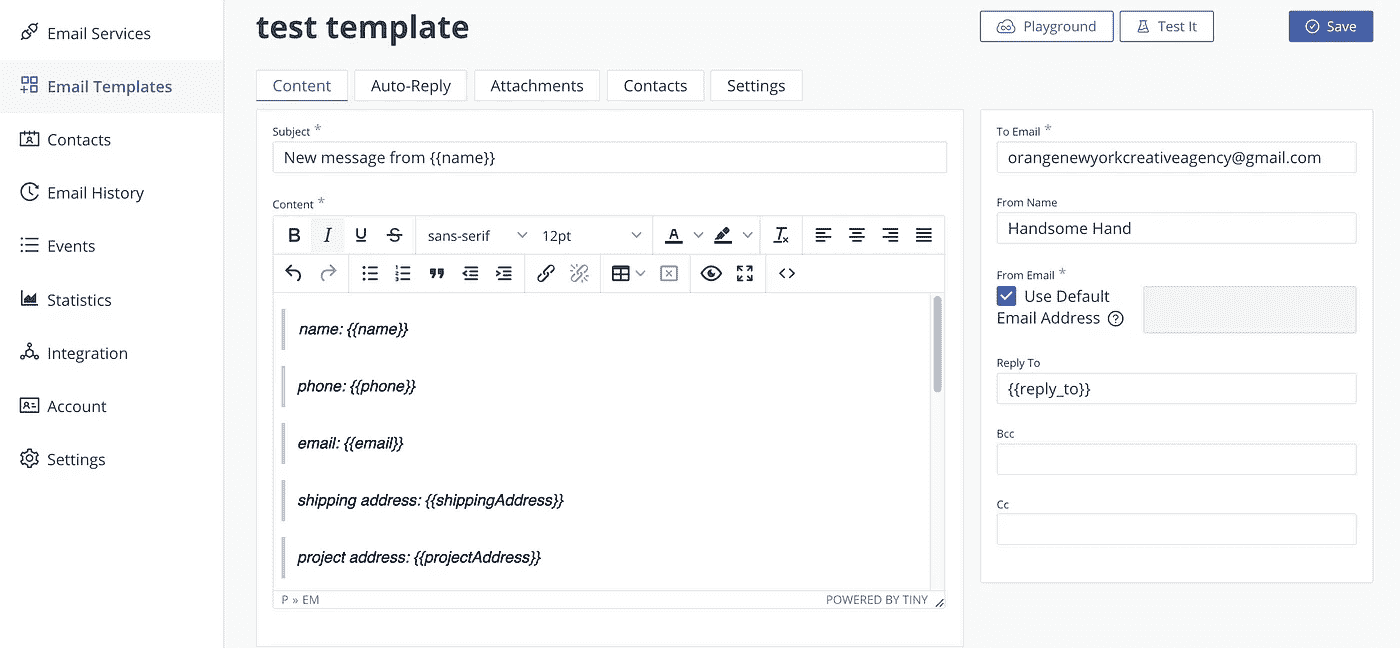 Email Services
Email Templates
Contacts
Email History
Events
Statistics
Integration
Account
Settings
test template
Playground
Test It
Save
Content
Auto-Reply
Attachments
Contacts
Settings
Subject *
New message from {{name}}
Content *
B I U S sans-serif 12pt A
name: {{name}}
phone: {{phone}}
email: {{email}}
shipping address: {{shippingAddress}}
project address: {{projectAddress}}
P » EM
POWERED BY TINY
To Email *
orangenewyorkcreativeagency@gmail.com
From Name
Handsome Hand
From Email *
Use Default
Email Address
Reply To
{{reply_to}}
Bcc
Cc